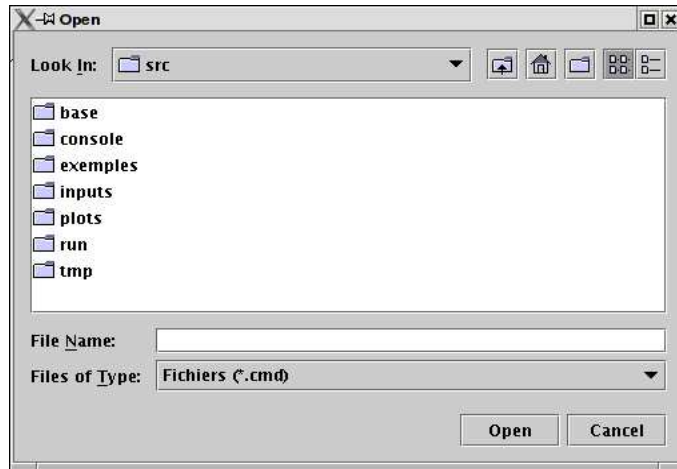 Open
Look In: src
base
console
exemples
inputs
plots
run
tmp
File Name:
Files of Type: Fichiers (*.cmd)
Open Cancel